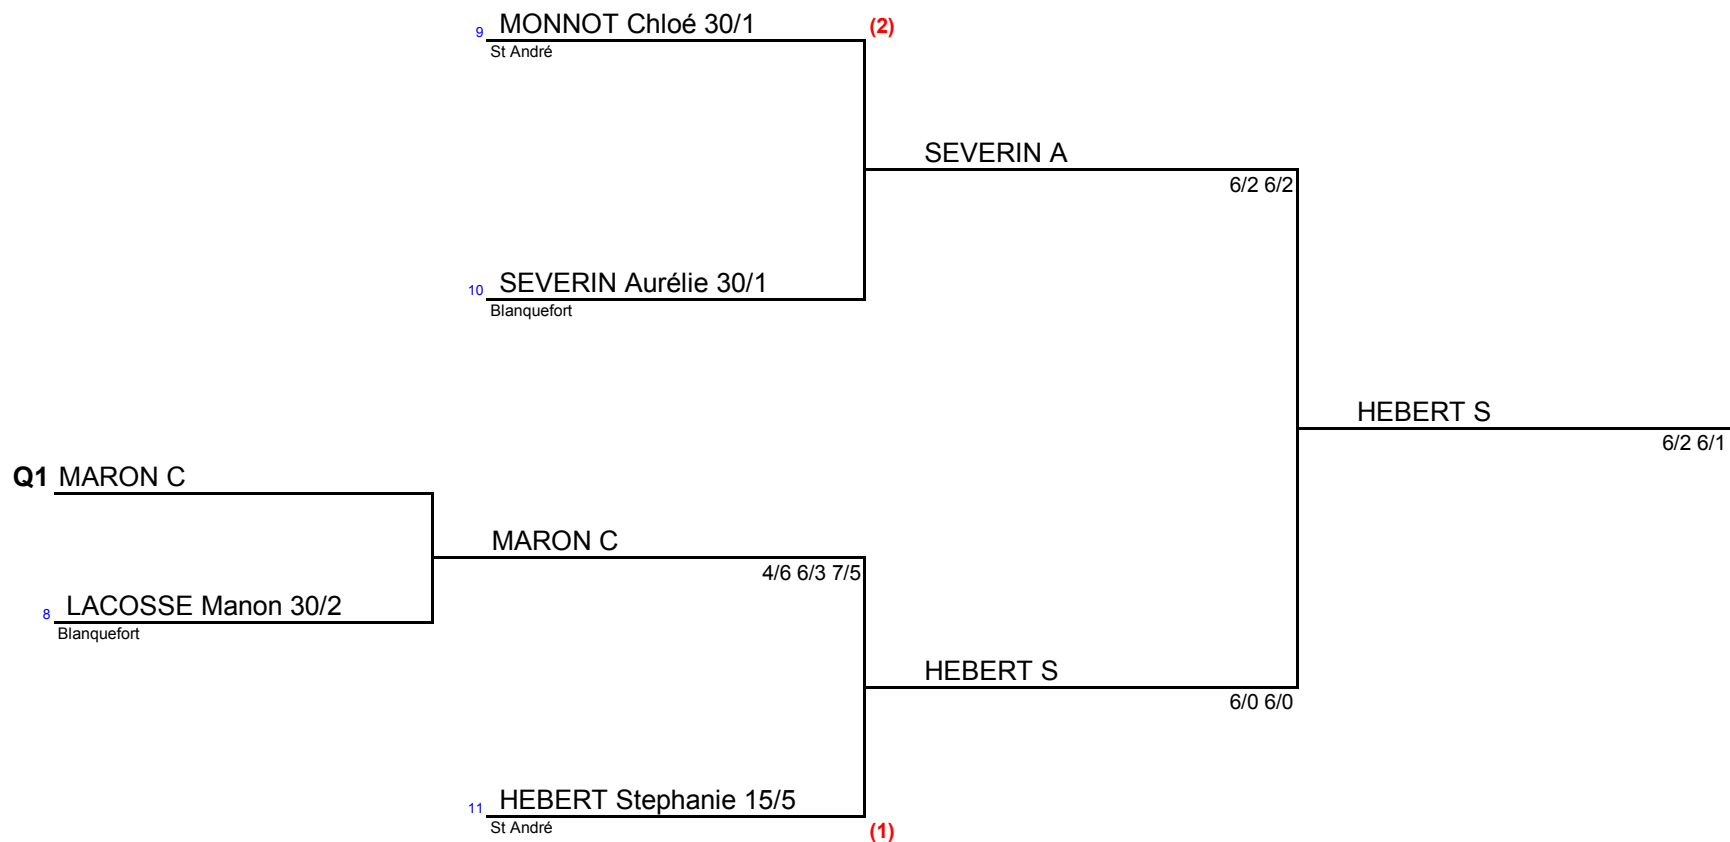 9 MONNOT Chloé 30/1 (2)
St André
SEVERIN A
6/2 6/2
10 SEVERIN Aurélie 30/1
Blanquefort
HEBERT S
6/2 6/1
Q1 MARON C
MARON C
4/6 6/3 7/5
8 LACOSSE Manon 30/2
Blanquefort
HEBERT S
6/0 6/0
11 HEBERT Stephanie 15/5
St André (1)